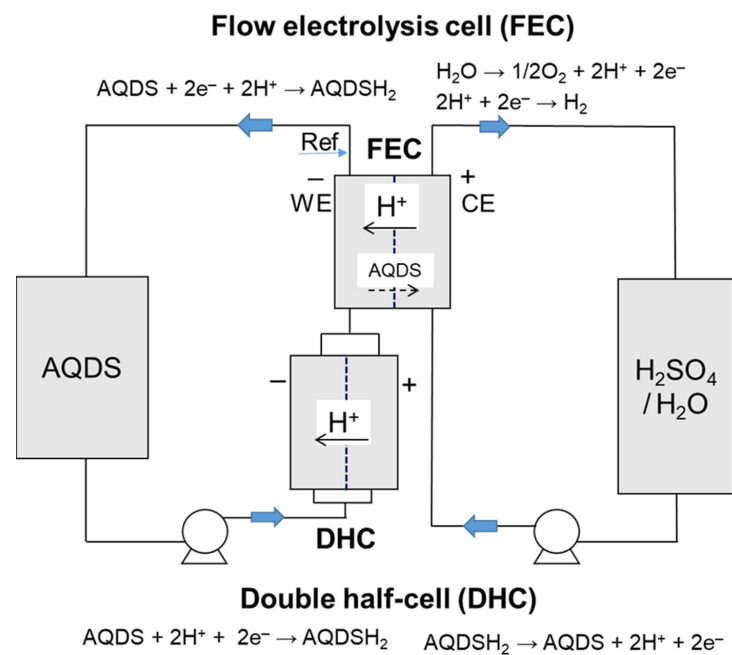 Flow electrolysis cell (FEC)
AQDS + 2e⁻ + 2H⁺ → AQDSH₂
H₂O → 1/2O₂ + 2H⁺ + 2e⁻
2H⁺ + 2e⁻ → H₂
Ref
FEC
− +
WE CE
H⁺
AQDS
AQDS
H₂SO₄
/ H₂O
− +
H⁺
DHC
Double half-cell (DHC)
AQDS + 2H⁺ + 2e⁻ → AQDSH₂ AQDSH₂ → AQDS + 2H⁺ + 2e⁻